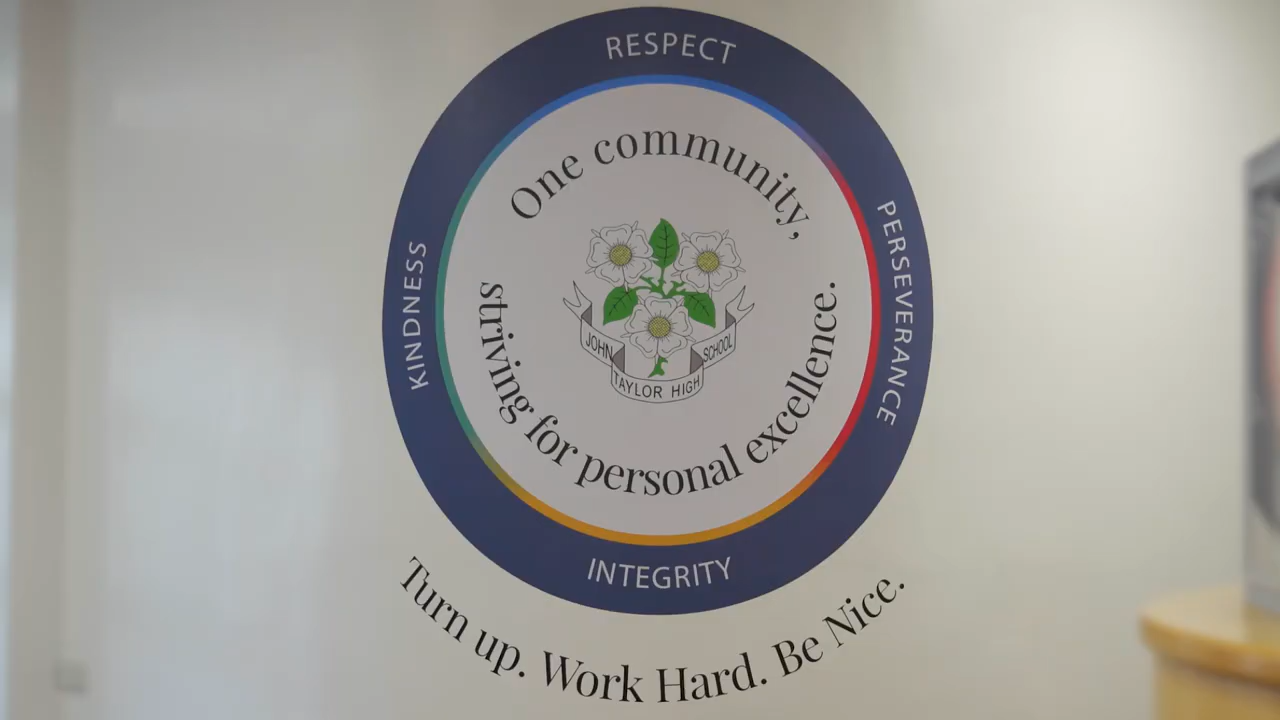 RESPECT
One community,
KINDNESS
PERSEVERANCE
JOHN
TAYLOR HIGH
SCHOOL
striving for personal excellence.
INTEGRITY
Turn up. Work Hard. Be Nice.